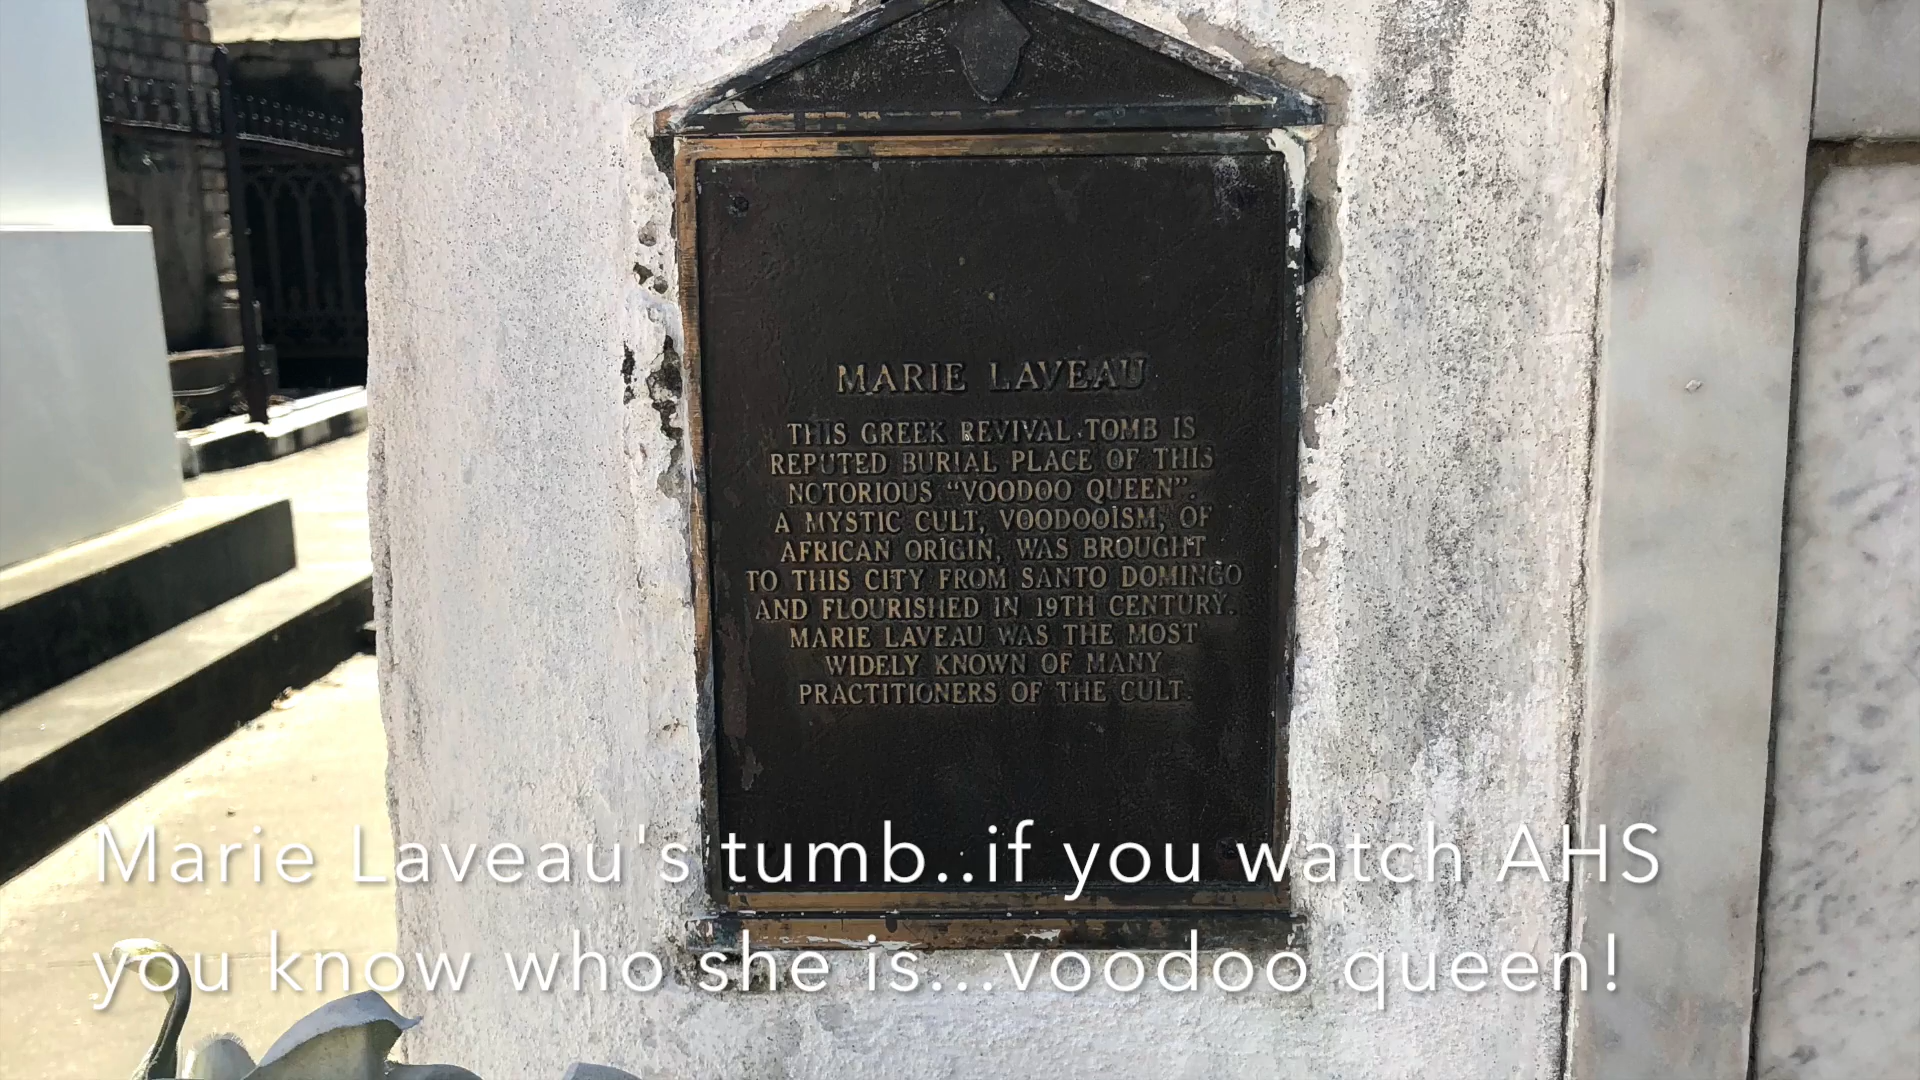 MARIE LAVEAU
THIS GREEK REVIVAL TOMB IS
REPUTED BURIAL PLACE OF THIS
NOTORIOUS “VOODOO QUEEN”.
A MYSTIC CULT, VOODOOISM, OF
AFRICAN ORIGIN, WAS BROUGHT
TO THIS CITY FROM SANTO DOMINGO
AND FLOURISHED IN 19TH CENTURY.
MARIE LAVEAU WAS THE MOST
WIDELY KNOWN OF MANY
PRACTITIONERS OF THE CULT.
Marie Laveau's tumb..if you watch AHS
you know who she is...voodoo queen!